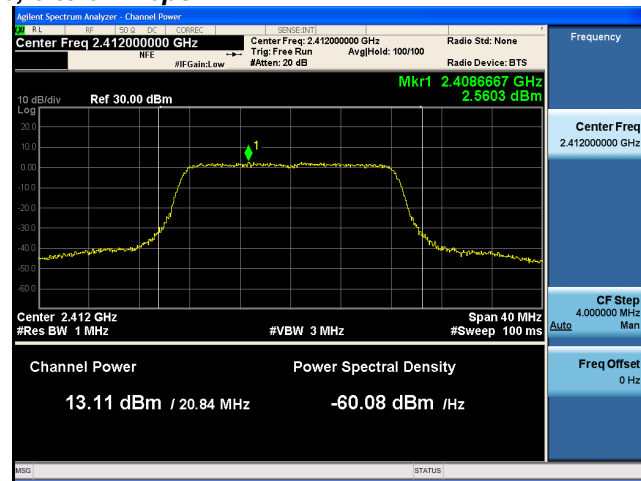 Agilent Spectrum Analyzer - Channel Power
RL RF 50 Ω DC CORREC SENSE:INT
Center Freq 2.412000000 GHz
NFE
#IFGain:Low
Center Freq: 2.412000000 GHz
Trig: Free Run Avg|Hold: 100/100
#Atten: 20 dB
Radio Std: None
Radio Device: BTS
Mkr1 2.4086667 GHz
2.5603 dBm
10 dB/div Ref 30.00 dBm
Log
20.0
10.0
0.00
-10.0
-20.0
-30.0
-40.0
-50.0
-60.0
1
Center 2.412 GHz Span 40 MHz
#Res BW 1 MHz #VBW 3 MHz #Sweep 100 ms
Channel Power Power Spectral Density
13.11 dBm / 20.84 MHz -60.08 dBm /Hz
MSG STATUS
Frequency
Center Freq
2.412000000 GHz
CF Step
4.000000 MHz
Auto Man
Freq Offset
0 Hz